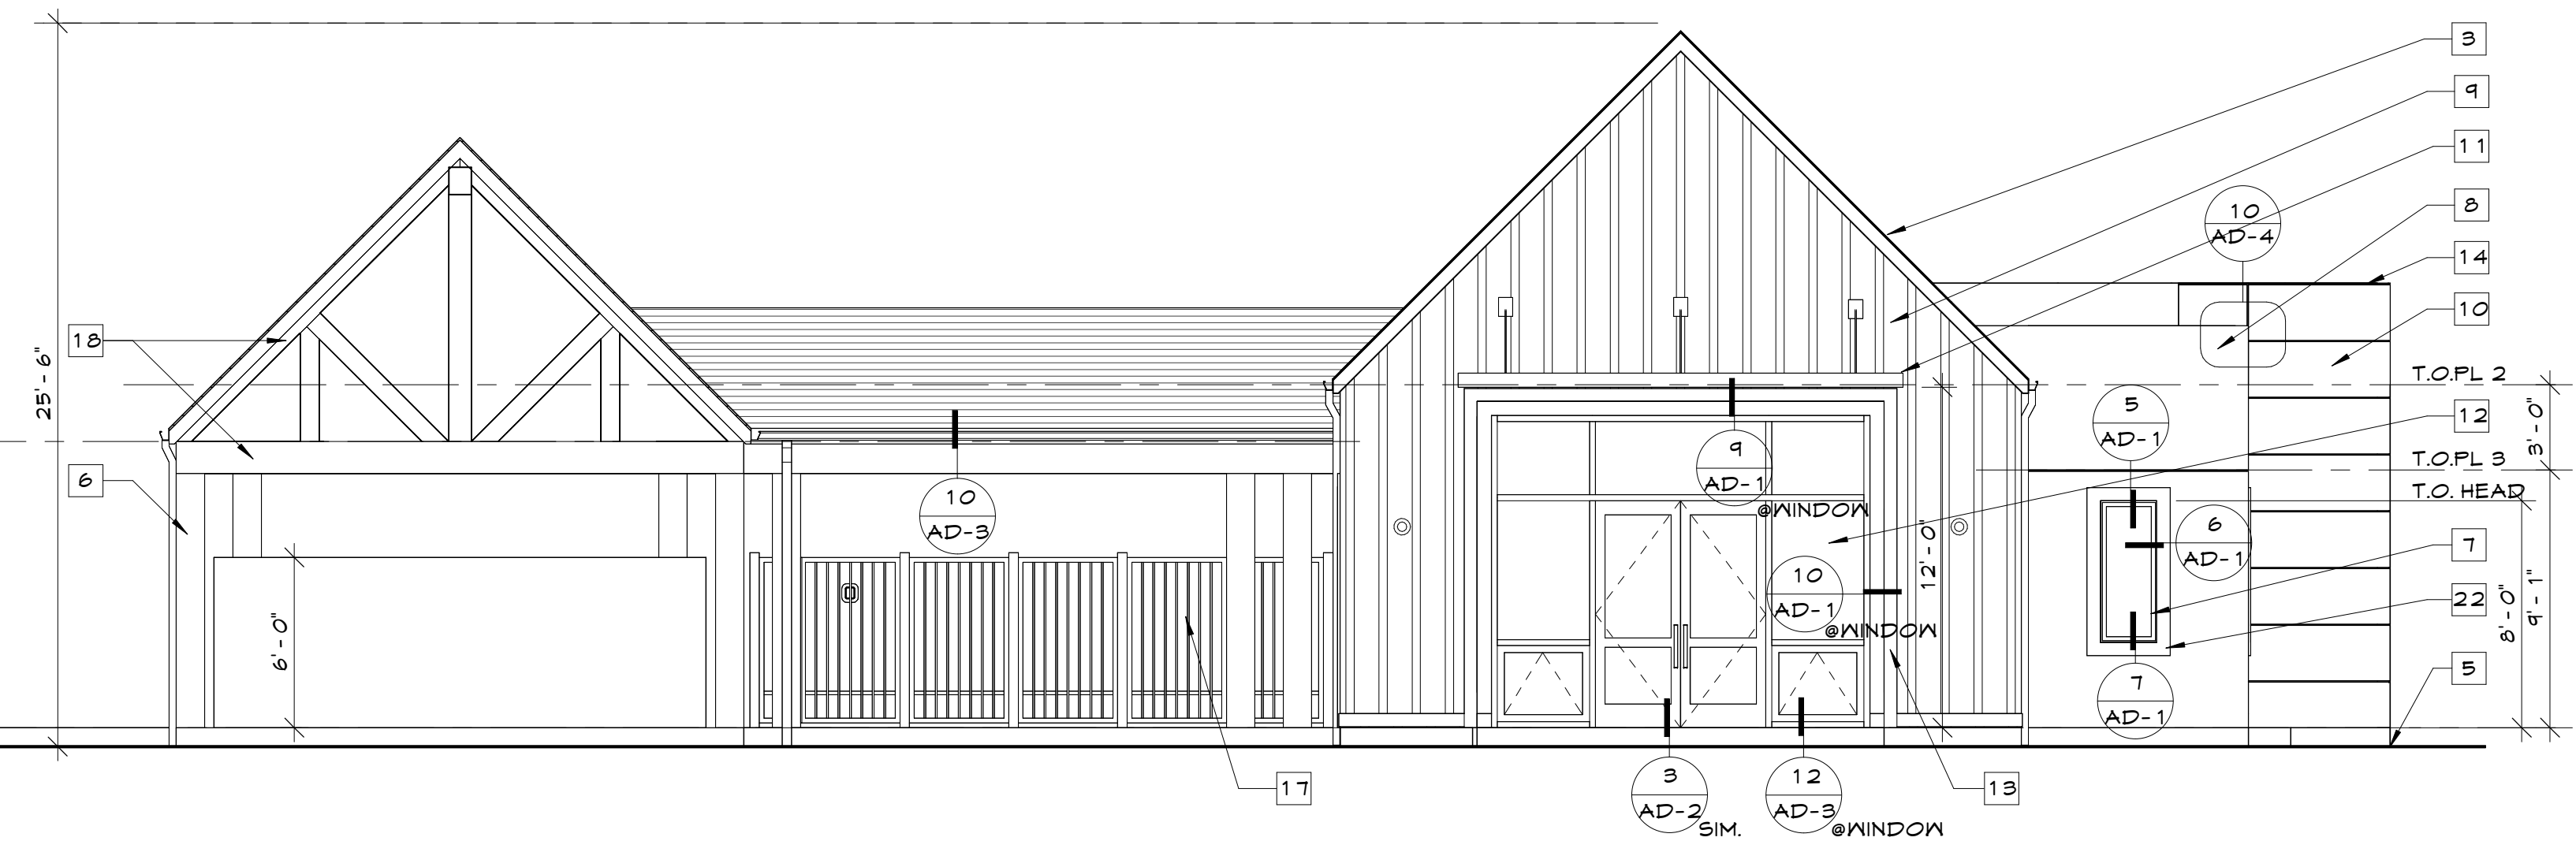 3
9
11
8
10
AD-4
14
10
18
25'-6"
T.O.PL 2
5
AD-1
12
3'-0"
9
AD-1
@WINDOW
T.O.PL 3
6
T.O. HEAD
10
AD-3
6
AD-1
7
12'-0"
10
AD-1
@WINDOW
22
8'-0"
9'-1"
6'-0"
5
7
AD-1
17
3
AD-2
SIM.
12
AD-3
@WINDOW
13